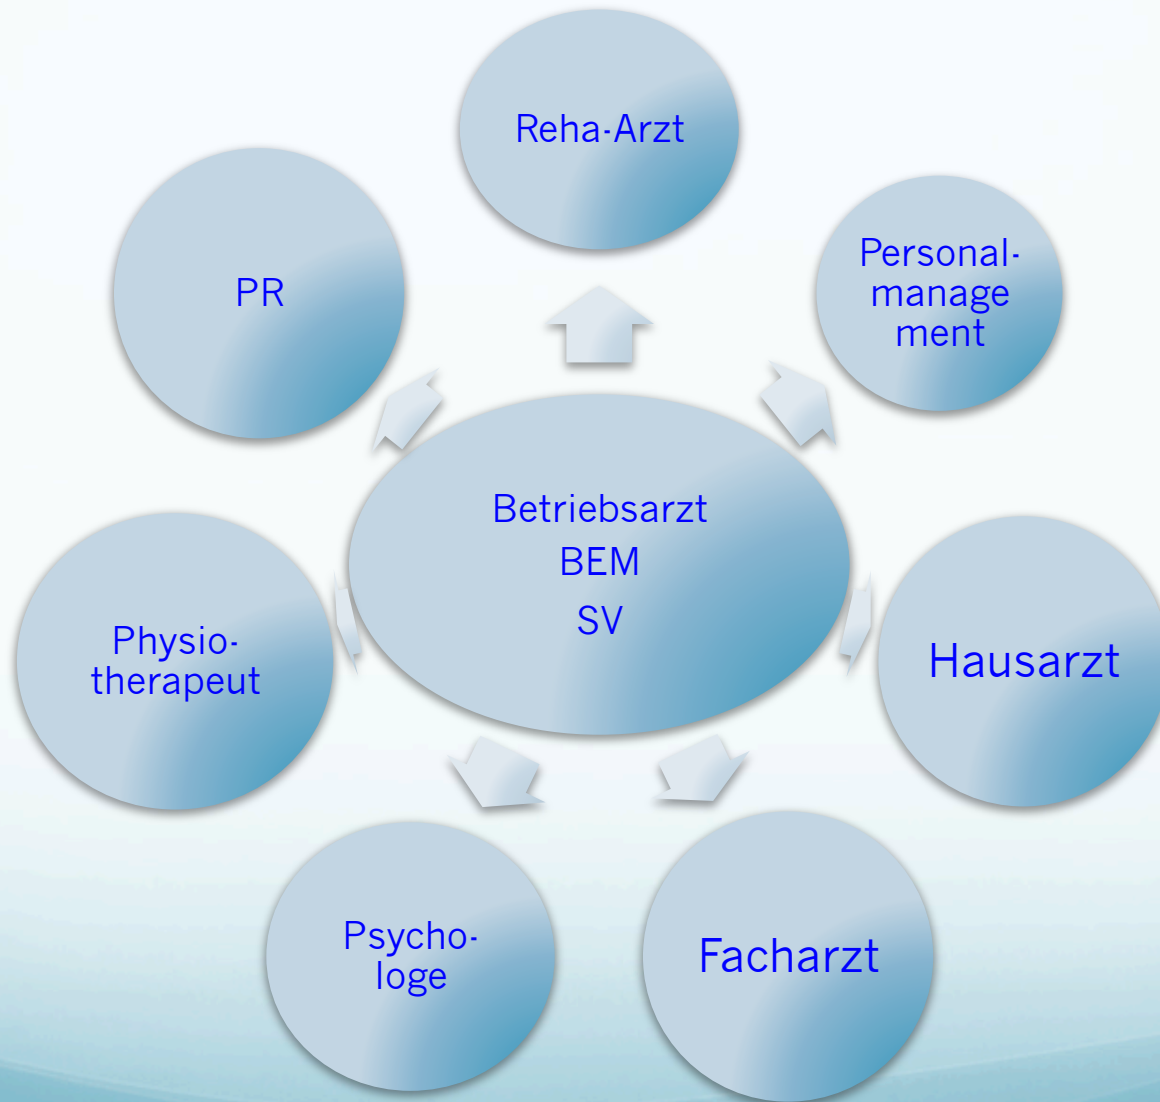 Reha-Arzt
Personal-
manage
ment
PR
Betriebsarzt
BEM
SV
Physio-
therapeut
Hausarzt
Psycho-
loge
Facharzt